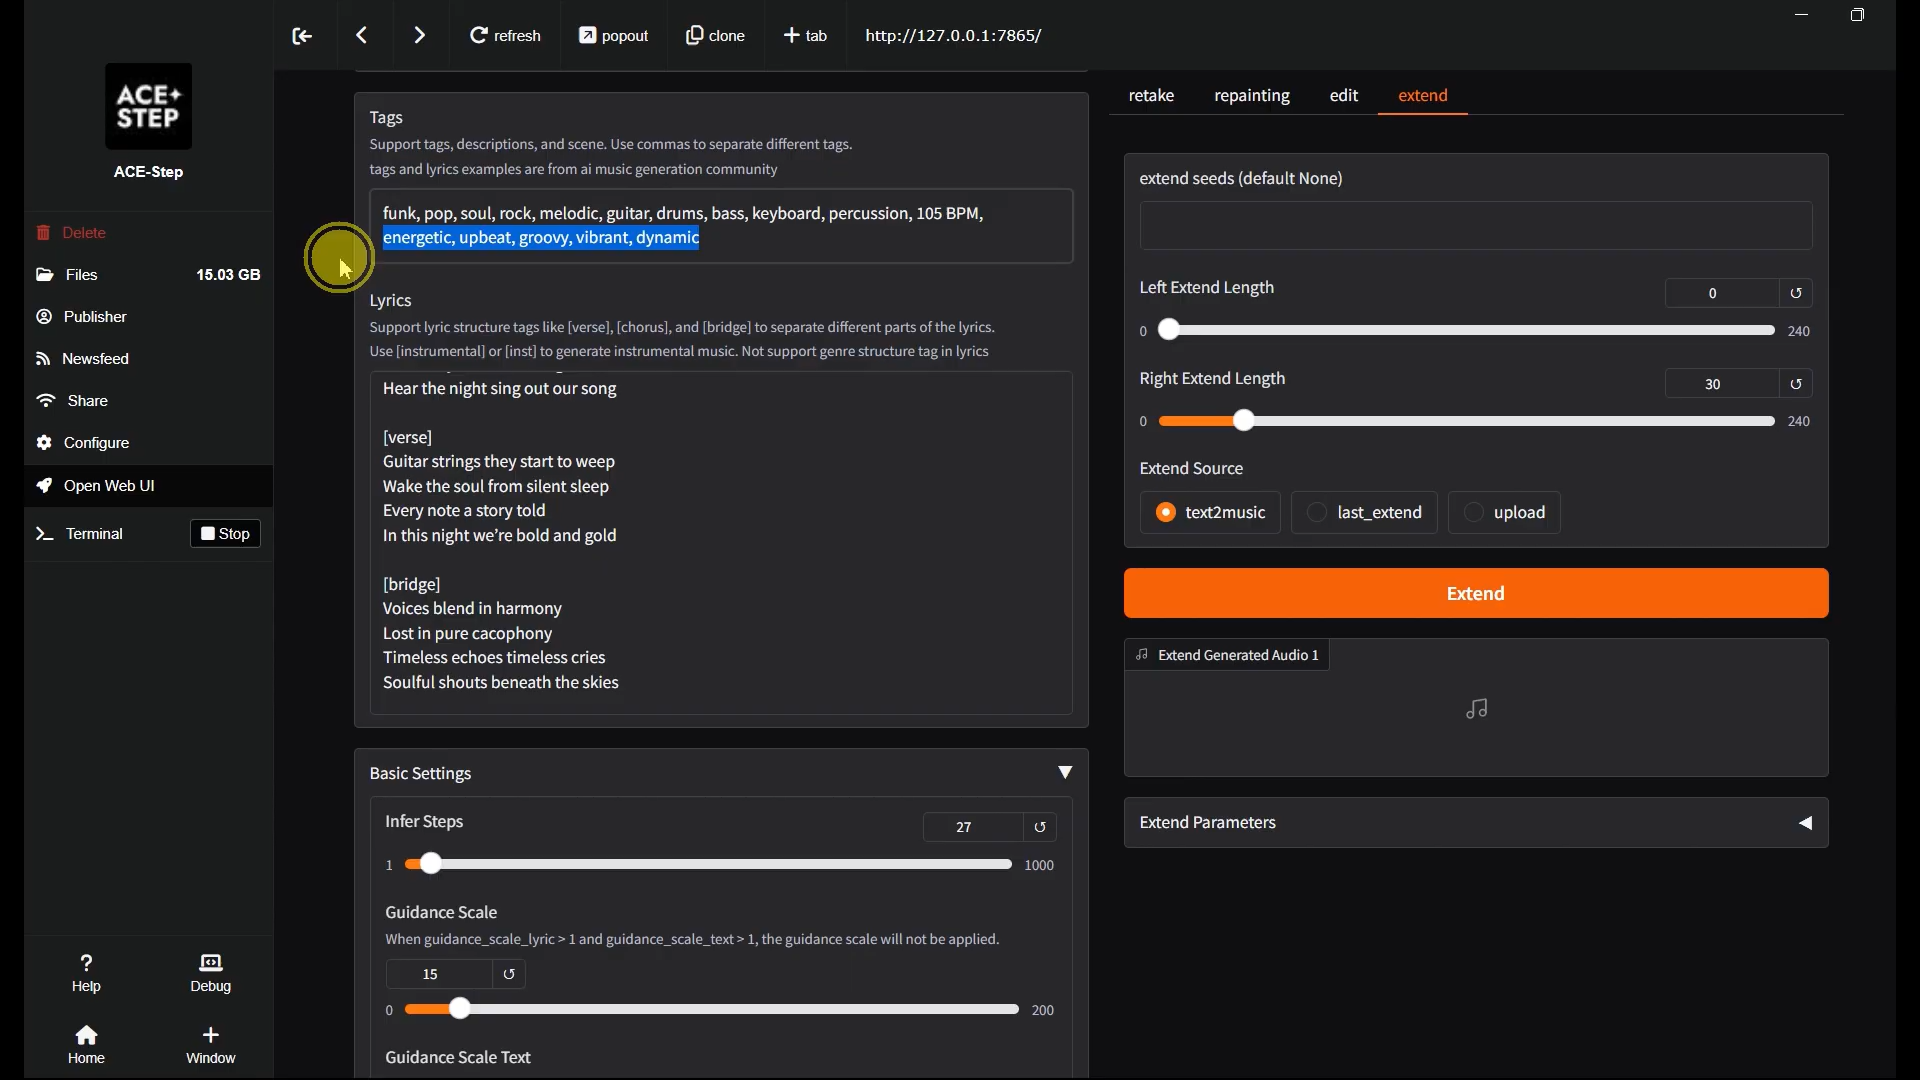 refresh
popout
clone
+ tab
http://127.0.0.1:7865/
ACE
STEP
ACE-Step
Delete
Files 15.03 GB
Publisher
Newsfeed
Share
Configure
Open Web UI
Terminal
Stop
Help
Debug
Home
Window
Tags
Support tags, descriptions, and scene. Use commas to separate different tags.
tags and lyrics examples are from ai music generation community
funk, pop, soul, rock, melodic, guitar, drums, bass, keyboard, percussion, 105 BPM,
energetic, upbeat, groovy, vibrant, dynamic
Lyrics
Support lyric structure tags like [verse], [chorus], and [bridge] to separate different parts of the lyrics.
Use [instrumental] or [inst] to generate instrumental music. Not support genre structure tag in lyrics
Hear the night sing out our song
[verse]
Guitar strings they start to weep
Wake the soul from silent sleep
Every note a story told
In this night we’re bold and gold
[bridge]
Voices blend in harmony
Lost in pure cacophony
Timeless echoes timeless cries
Soulful shouts beneath the skies
Basic Settings
Infer Steps
27
1 1000
Guidance Scale
When guidance_scale_lyric > 1 and guidance_scale_text > 1, the guidance scale will not be applied.
15
0 200
Guidance Scale Text
retake
repainting
edit
extend
extend seeds (default None)
Left Extend Length
0
0 240
Right Extend Length
30
0 240
Extend Source
text2music
last_extend
upload
Extend
Extend Generated Audio 1
Extend Parameters